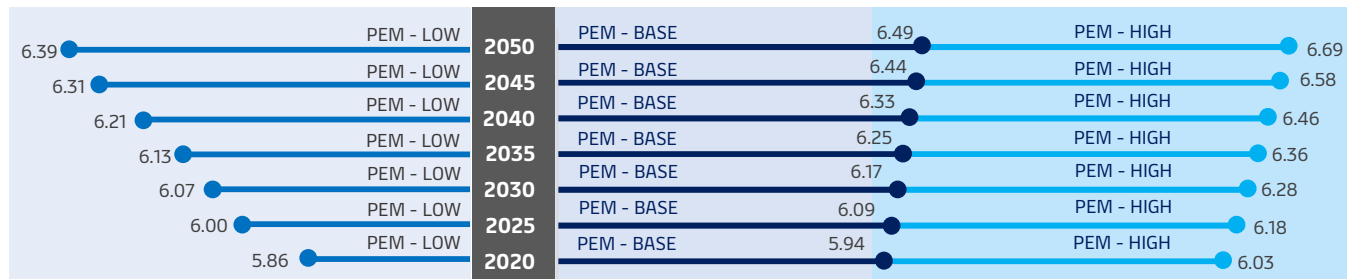 6.39 PEM - LOW 2050 PEM - BASE 6.49 PEM - HIGH 6.69
6.31 PEM - LOW 2045 PEM - BASE 6.44 PEM - HIGH 6.58
6.21 PEM - LOW 2040 PEM - BASE 6.33 PEM - HIGH 6.46
6.13 PEM - LOW 2035 PEM - BASE 6.25 PEM - HIGH 6.36
6.07 PEM - LOW 2030 PEM - BASE 6.17 PEM - HIGH 6.28
6.00 PEM - LOW 2025 PEM - BASE 6.09 PEM - HIGH 6.18
5.86 PEM - LOW 2020 PEM - BASE 5.94 PEM - HIGH 6.03